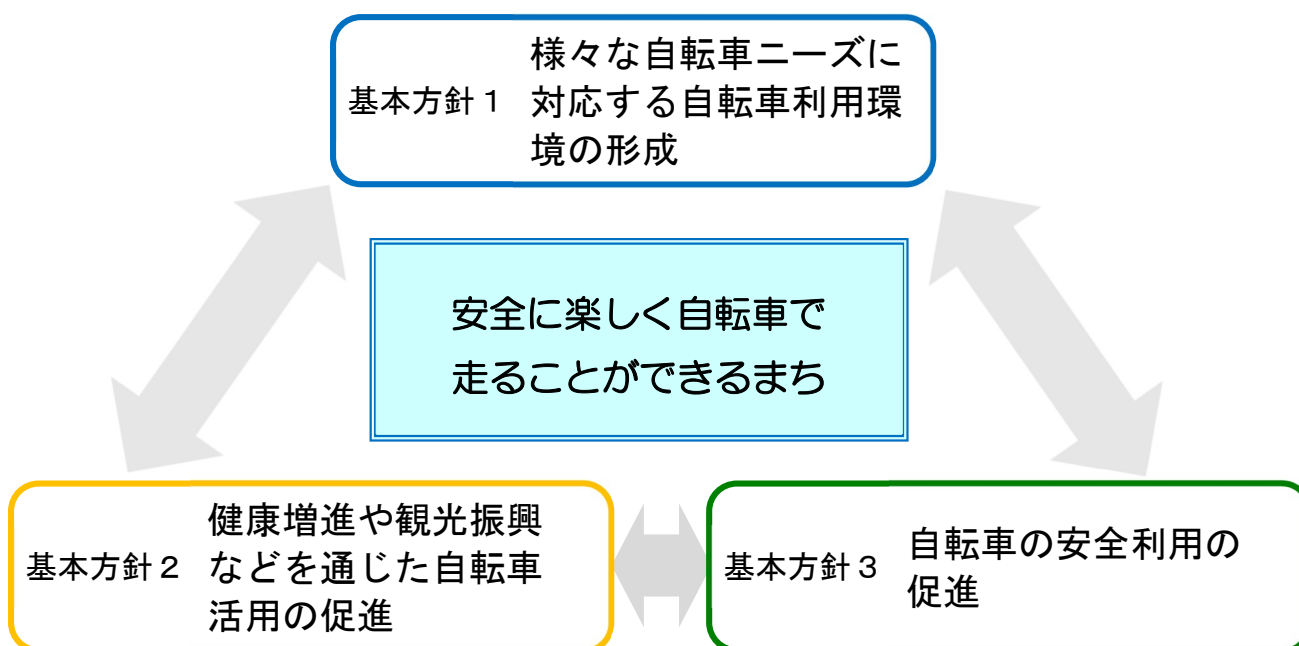 基本方針１
様々な自転車ニーズに
対応する自転車利用環
境の形成
安全に楽しく自転車で
走ることができるまち
基本方針２
健康増進や観光振興
などを通じた自転車
活用の促進
基本方針３
自転車の安全利用の
促進